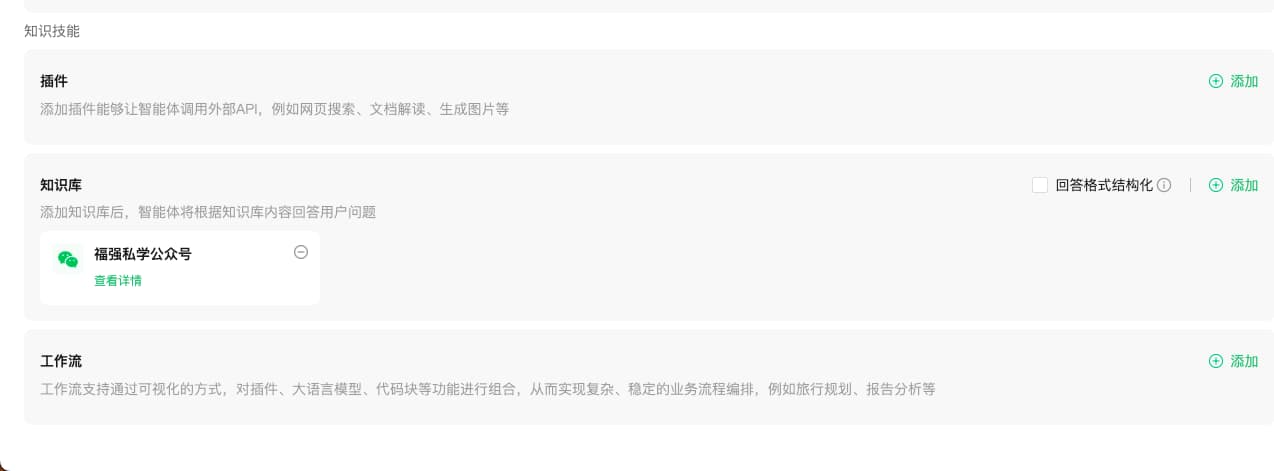 知识技能
插件
添加
添加插件能够让智能体调用外部API，例如网页搜索、文档解读、生成图片等
知识库
回答格式结构化
添加
添加知识库后，智能体将根据知识库内容回答用户问题
福强私学公众号
查看详情
工作流
添加
工作流支持通过可视化的方式，对插件、大语言模型、代码块等功能进行组合，从而实现复杂、稳定的业务流程编排，例如旅行规划、报告分析等